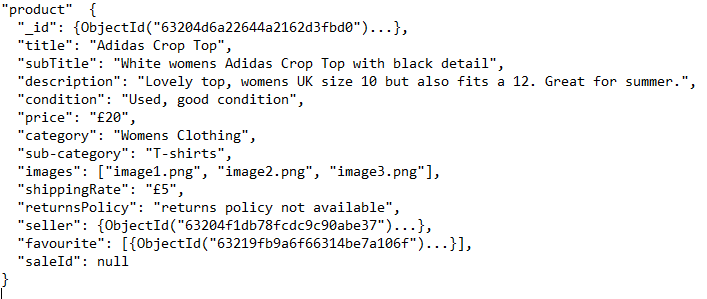 "product"  {
  "_id": {ObjectId("63204d6a22644a2162d3fbd0")...},
  "title": "Adidas Crop Top",
  "subTitle": "White womens Adidas Crop Top with black detail",
  "description": "Lovely top, womens UK size 10 but also fits a 12. Great for summer.",
  "condition": "Used, good condition",
  "price": "£20",
  "category": "Womens Clothing",
  "sub-category": "T-shirts",
  "images": ["image1.png", "image2.png", "image3.png"],
  "shippingRate": "£5",
  "returnsPolicy": "returns policy not available",
  "seller": {ObjectId("63204f1db78fcdc9c90abe37")...},
  "favourite": [{ObjectId("63219fb9a6f66314be7a106f")...}],
  "saleId": null
}